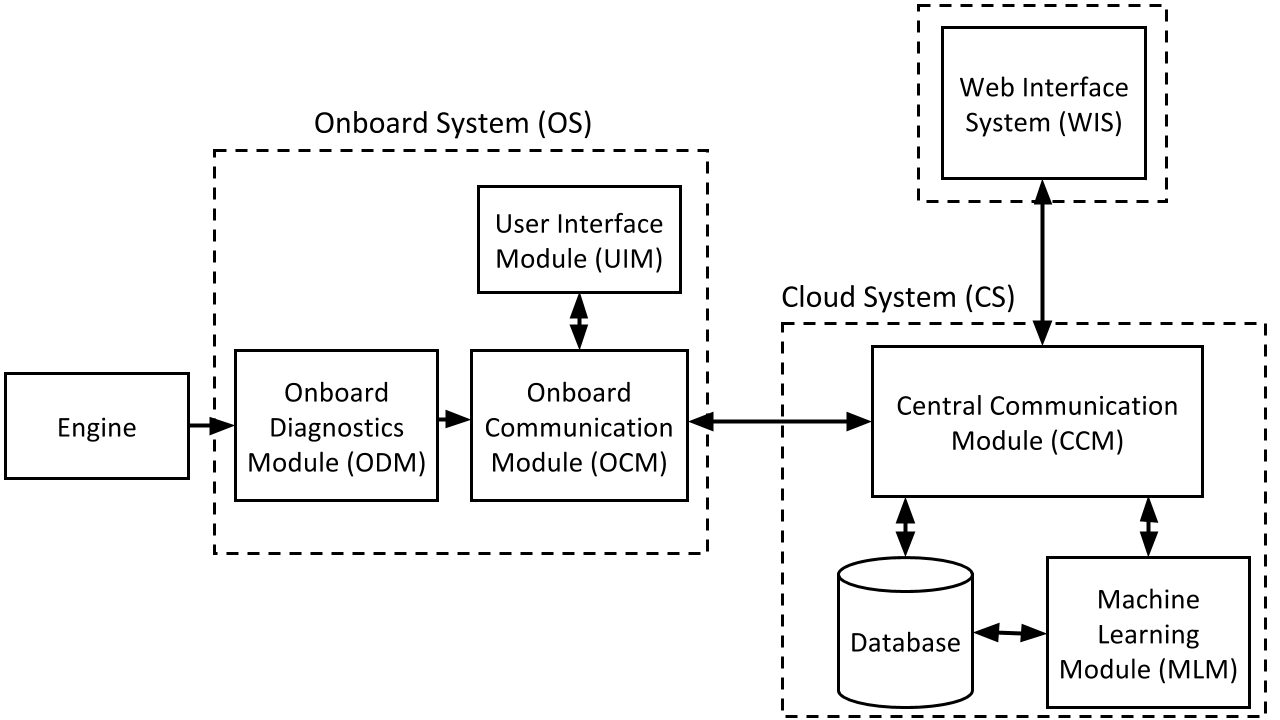 Web Interface
System (WIS)
Onboard System (OS)
User Interface
Module (UIM)
Cloud System (CS)
Engine
Onboard
Diagnostics
Module (ODM)
Onboard
Communication
Module (OCM)
Central Communication
Module (CCM)
Database
Machine
Learning
Module (MLM)